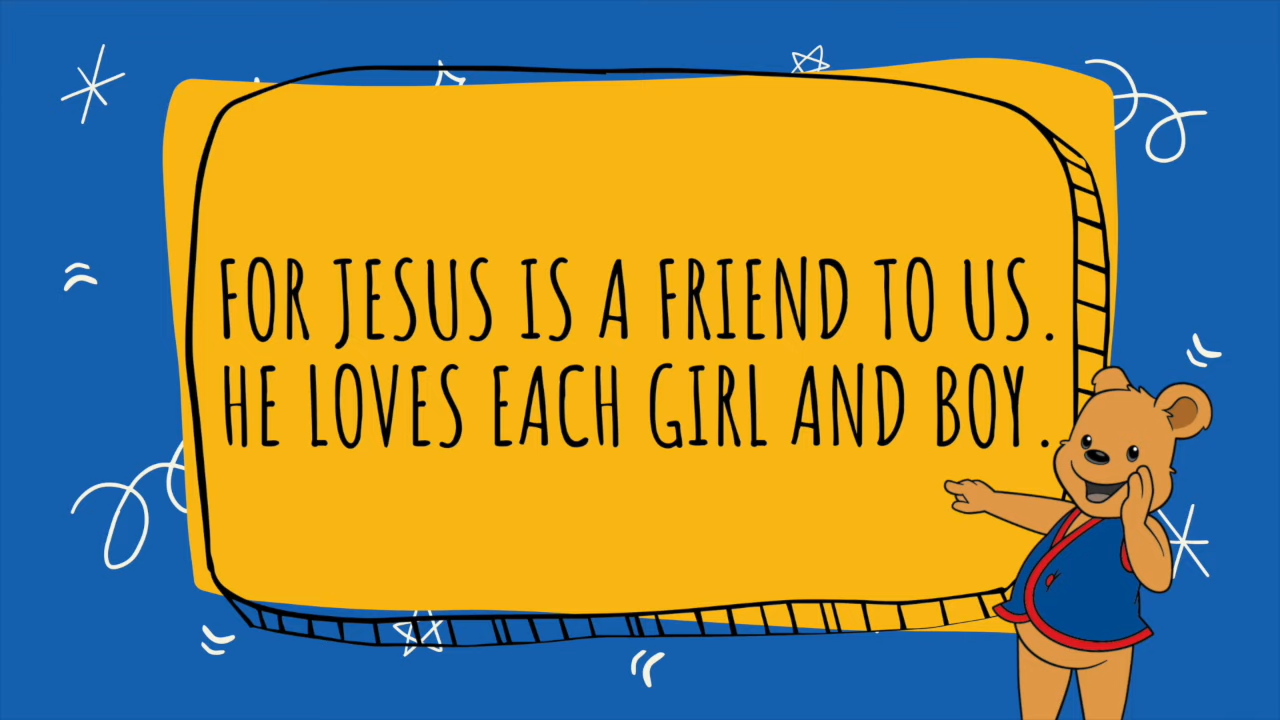 FOR JESUS IS A FRIEND TO US.
HE LOVES EACH GIRL AND BOY.